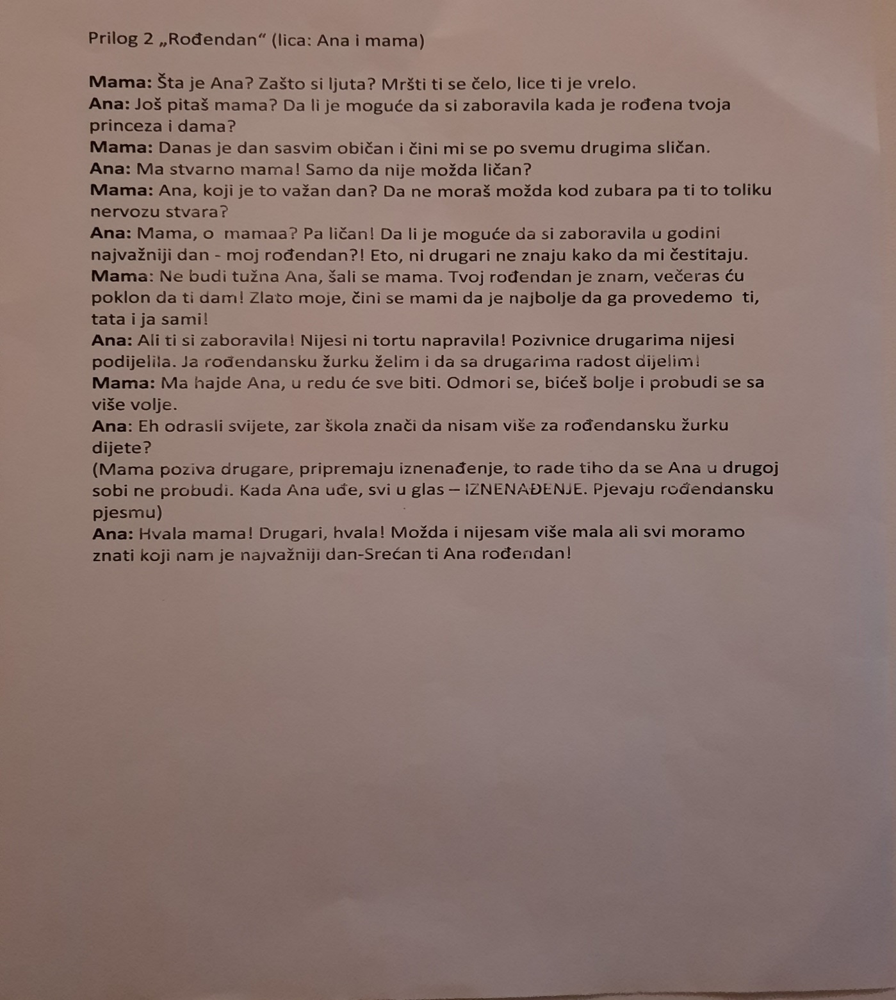 Prilog 2 „Rođendan“ (lica: Ana i mama)
Mama: Šta je Ana? Zašto si ljuta? Mršti ti se čelo, lice ti je vrelo.
Ana: Još pitaš mama? Da li je moguće da si zaboravila kada je rođena tvoja
princeza i dama?
Mama: Danas je dan sasvim običan i čini mi se po svemu drugima sličan.
Ana: Ma stvarno mama! Samo da nije možda ličan?
Mama: Ana, koji je to važan dan? Da ne moraš možda kod zubara pa ti to toliku
nervozu stvara?
Ana: Mama, o  mamaa? Pa ličan! Da li je moguće da si zaboravila u godini
najvažniji dan - moj rođendan?! Eto, ni drugari ne znaju kako da mi čestitaju.
Mama: Ne budi tužna Ana, šali se mama. Tvoj rođendan je znam, večeras ću
poklon da ti dam! Zlato moje, čini se mami da je najbolje da ga provedemo  ti,
tata i ja sami!
Ana: Ali ti si zaboravila! Nijesi ni tortu napravila! Pozivnice drugarima nijesi
podijelila. Ja rođendansku žurku želim i da sa drugarima radost dijelim!
Mama: Ma hajde Ana, u redu će sve biti. Odmori se, bićeš bolje i probudi se sa
više volje.
Ana: Eh odrasli svijete, zar škola znači da nisam više za rođendansku žurku
dijete?
(Mama poziva drugare, pripremaju iznenađenje, to rade tiho da se Ana u drugoj
sobi ne probudi. Kada Ana uđe, svi u glas – IZNENAĐENJE. Pjevaju rođendansku
pjesmu)
Ana: Hvala mama! Drugari, hvala! Možda i nijesam više mala ali svi moramo
znati koji nam je najvažniji dan-Srećan ti Ana rođendan!